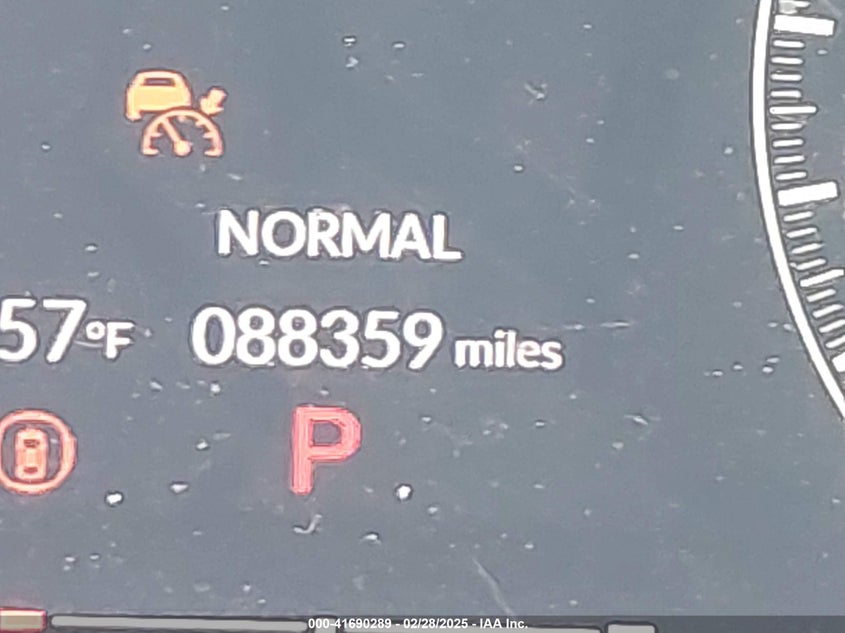 NORMAL
57°F 088359 miles
P
000-41690289 - 02/28/2025 - IAA Inc.